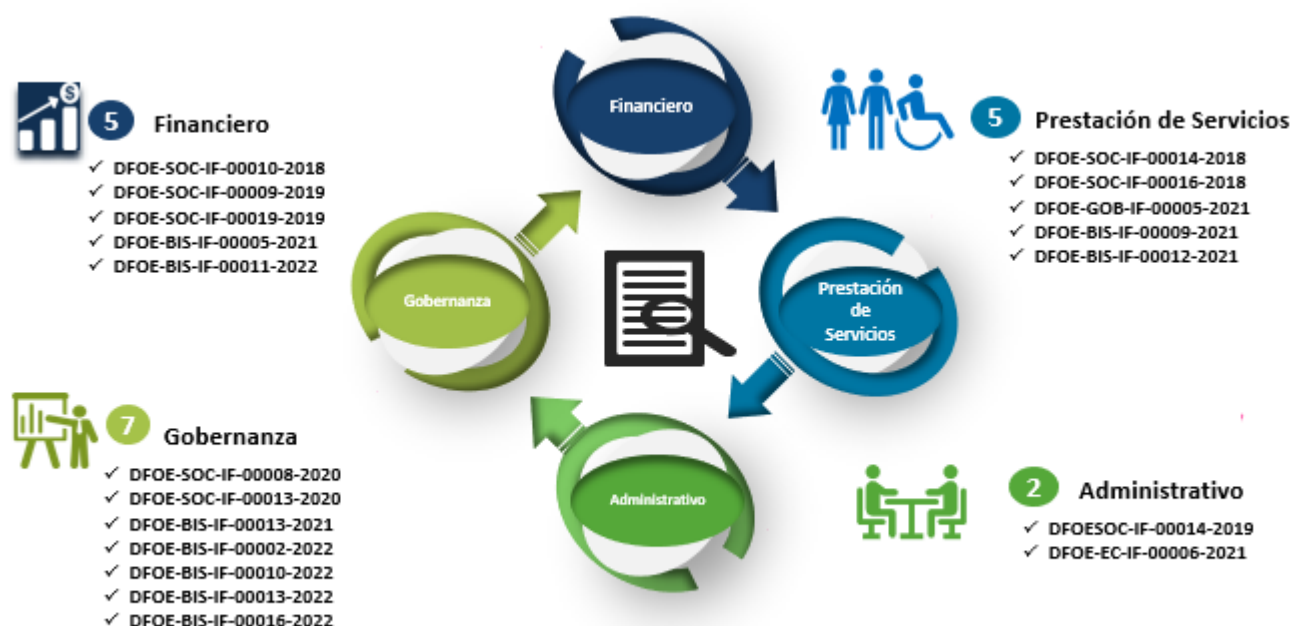 Financiero
5 Financiero
✓ DFOE-SOC-IF-00010-2018
✓ DFOE-SOC-IF-00009-2019
✓ DFOE-SOC-IF-00019-2019
✓ DFOE-BIS-IF-00005-2021
✓ DFOE-BIS-IF-00011-2022
5 Prestación de Servicios
✓ DFOE-SOC-IF-00014-2018
✓ DFOE-SOC-IF-00016-2018
✓ DFOE-GOB-IF-00005-2021
✓ DFOE-BIS-IF-00009-2021
✓ DFOE-BIS-IF-00012-2021
Gobernanza
Prestación
de
Servicios
7 Gobernanza
✓ DFOE-SOC-IF-00008-2020
✓ DFOE-SOC-IF-00013-2020
✓ DFOE-BIS-IF-00013-2021
✓ DFOE-BIS-IF-00002-2022
✓ DFOE-BIS-IF-00010-2022
✓ DFOE-BIS-IF-00013-2022
✓ DFOE-BIS-IF-00016-2022
Administrativo
2 Administrativo
✓ DFOESOC-IF-00014-2019
✓ DFOE-EC-IF-00006-2021
$